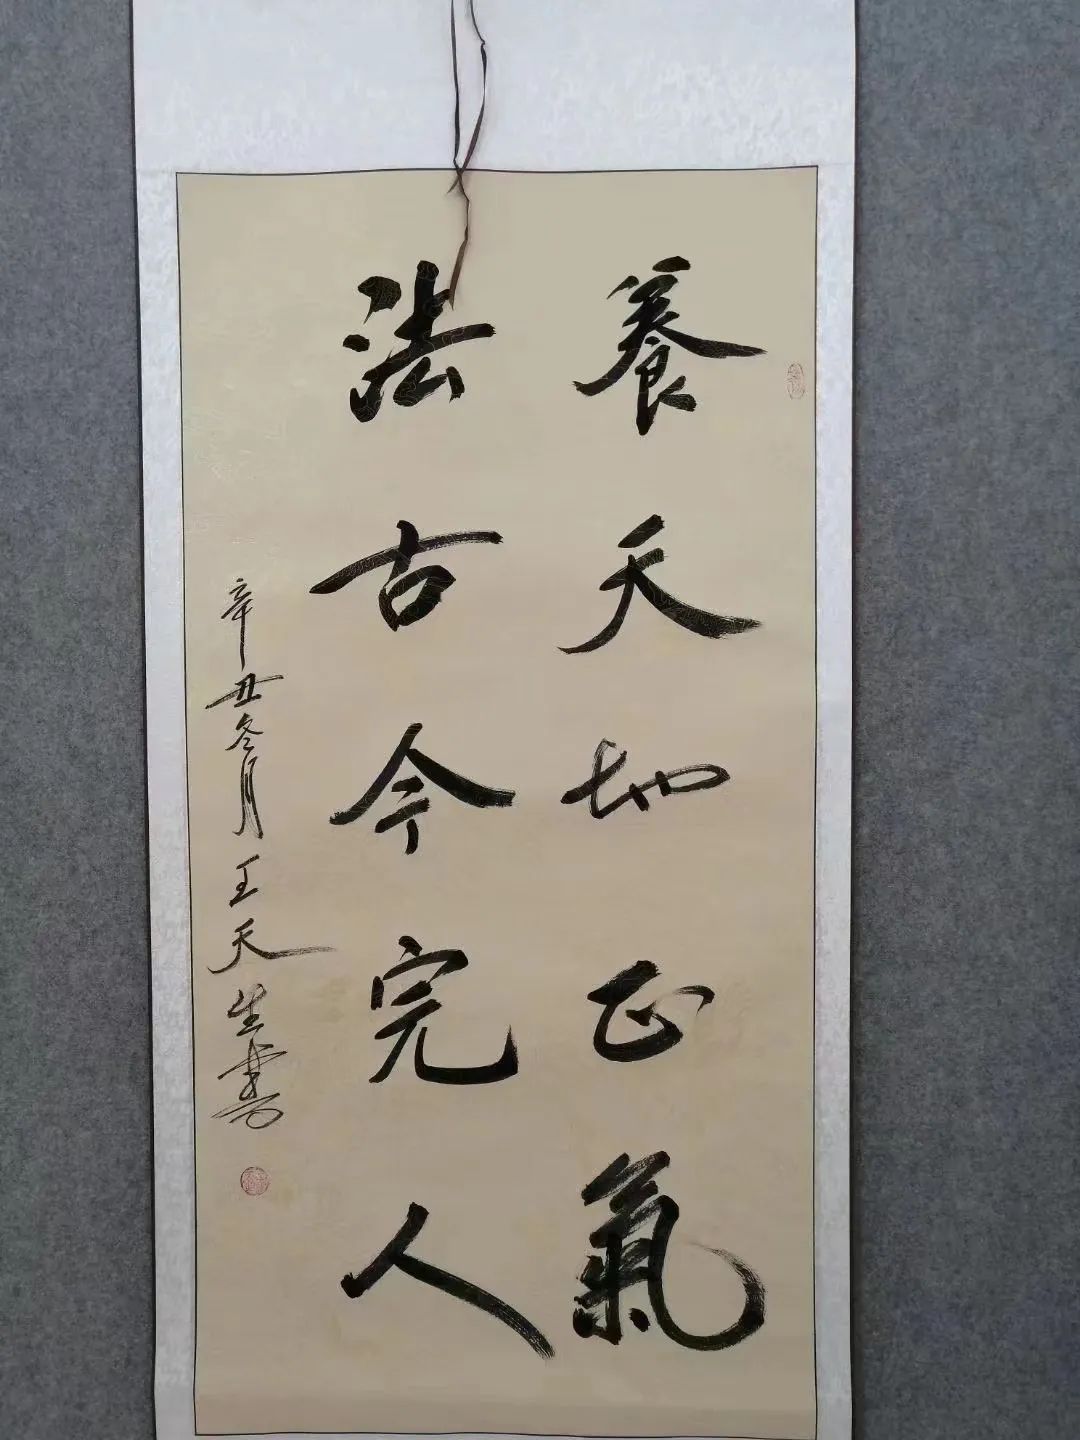 養天地正氣
法古今完人
辛丑冬月王天生書